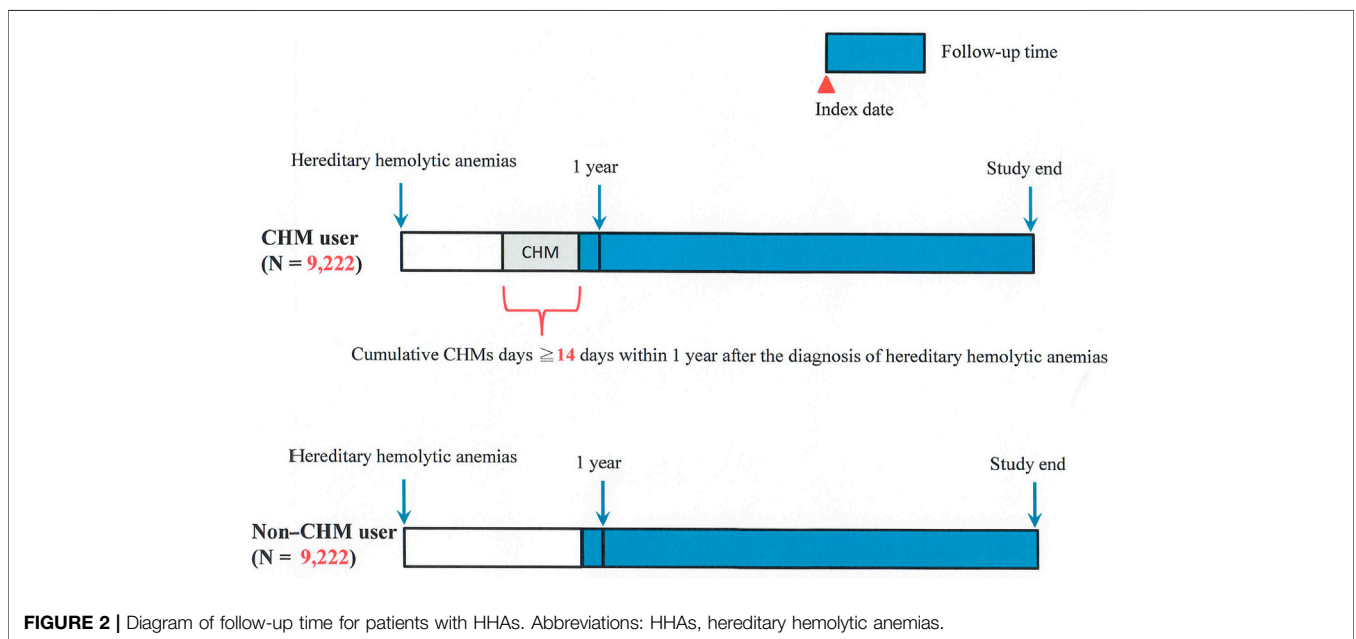 Follow-up time
Index date
Hereditary hemolytic anemias
1 year
Study end
CHM user
(N = 9,222)
CHM
Cumulative CHMs days ≧14 days within 1 year after the diagnosis of hereditary hemolytic anemias
Hereditary hemolytic anemias
1 year
Study end
Non–CHM user
(N = 9,222)
FIGURE 2 | Diagram of follow-up time for patients with HHAs. Abbreviations: HHAs, hereditary hemolytic anemias.